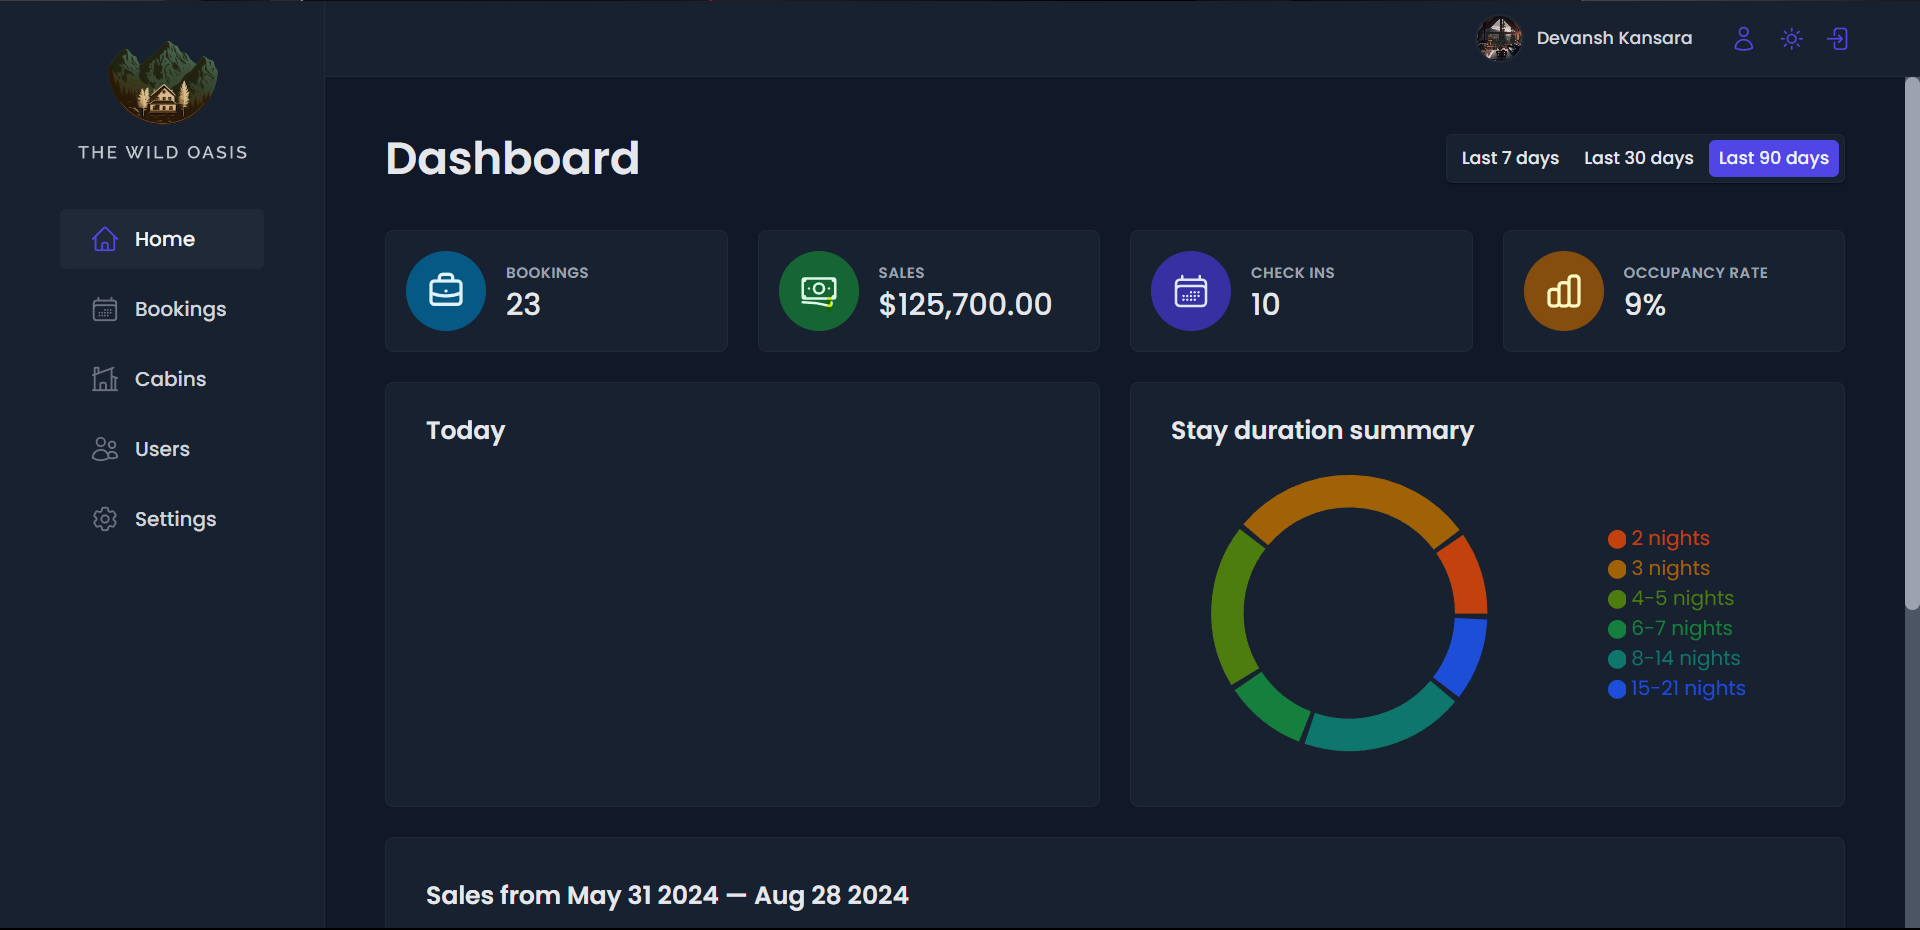 Devansh Kansara
THE WILD OASIS
Home
Bookings
Cabins
Users
Settings
Dashboard
Last 7 days
Last 30 days
Last 90 days
BOOKINGS
23
SALES
$125,700.00
CHECK INS
10
OCCUPANCY RATE
9%
Today
Stay duration summary
2 nights
3 nights
4-5 nights
6-7 nights
8-14 nights
15-21 nights
Sales from May 31 2024 — Aug 28 2024